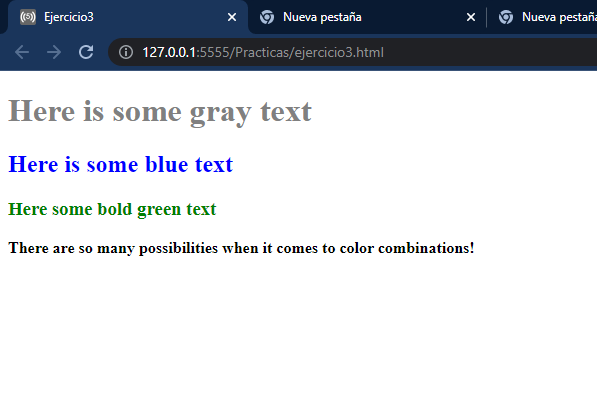 Ejercicio3
Nueva pestaña
Nueva pestaña
127.0.0.1:5555/Practicas/ejercicio3.html
Here is some gray text
Here is some blue text
Here some bold green text
There are so many possibilities when it comes to color combinations!